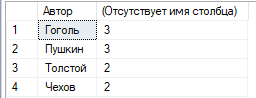 Автор (Отсутствует имя столбца)
1 Гоголь 3
2 Пушкин 3
3 Толстой 2
4 Чехов 2